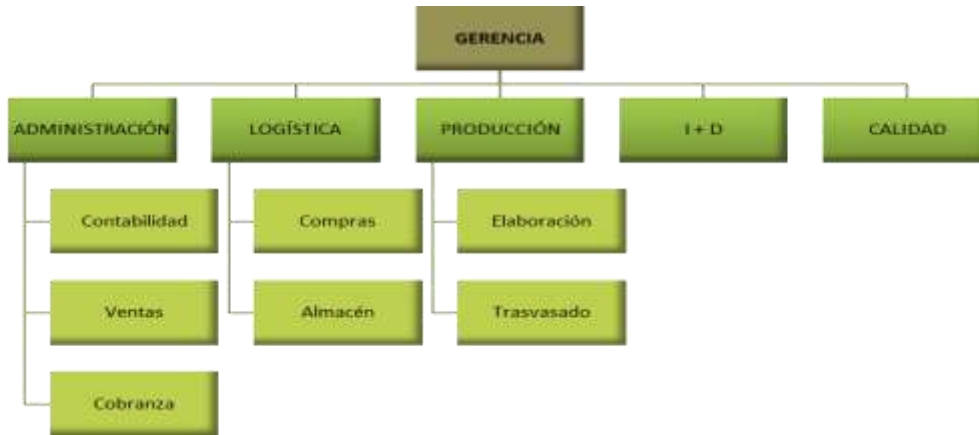 GERENCIA
ADMINISTRACIÓN
LOGÍSTICA
PRODUCCIÓN
I + D
CALIDAD
Contabilidad
Compras
Elaboración
Ventas
Almacén
Trasvasado
Cobranza